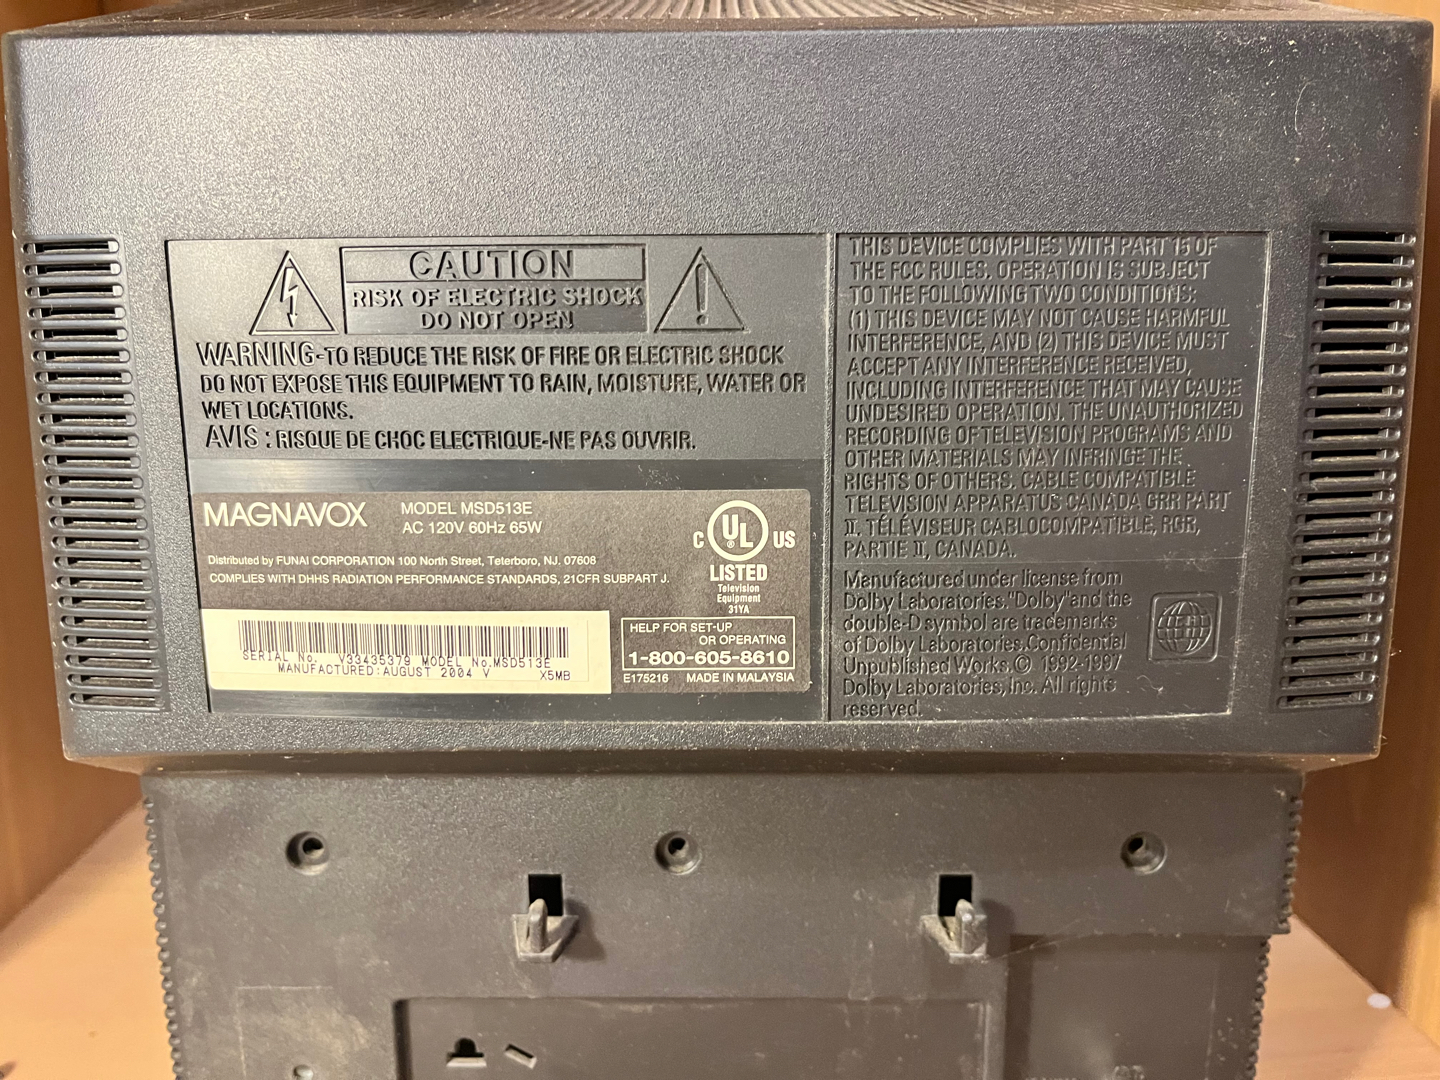 CAUTION
RISK OF ELECTRIC SHOCK
DO NOT OPEN
WARNING-TO REDUCE THE RISK OF FIRE OR ELECTRIC SHOCK
DO NOT EXPOSE THIS EQUIPMENT TO RAIN, MOISTURE, WATER OR
WET LOCATIONS.
AVIS : RISQUE DE CHOC ELECTRIQUE-NE PAS OUVRIR.
MAGNAVOX
MODEL MSD513E
AC 120V 60Hz 65W
Distributed by FUNAI CORPORATION 100 North Street, Teterboro, NJ. 07608
COMPLIES WITH DHHS RADIATION PERFORMANCE STANDARDS, 21CFR SUBPART J.
C UL ® US
LISTED
Television
Equipment
31YA
SERIAL No. V33435379 MODEL No.MSD513E
MANUFACTURED:AUGUST 2004 V X5MB
HELP FOR SET-UP
OR OPERATING
1-800-605-8610
E175216 MADE IN MALAYSIA
THIS DEVICE COMPLIES WITH PART 15 OF
THE FCC RULES. OPERATION IS SUBJECT
TO THE FOLLOWING TWO CONDITIONS:
(1) THIS DEVICE MAY NOT CAUSE HARMFUL
INTERFERENCE, AND (2) THIS DEVICE MUST
ACCEPT ANY INTERFERENCE RECEIVED,
INCLUDING INTERFERENCE THAT MAY CAUSE
UNDESIRED OPERATION. THE UNAUTHORIZED
RECORDING OF TELEVISION PROGRAMS AND
OTHER MATERIALS MAY INFRINGE THE
RIGHTS OF OTHERS. CABLE COMPATIBLE
TELEVISION APPARATUS CANADA GRR PART
II. TÉLÉVISEUR CABLOCOMPATIBLE, RGR,
PARTIE II, CANADA.
Manufactured under license from
Dolby Laboratories."Dolby"and the
double-D symbol are trademarks
of Dolby Laboratories.Confidential
Unpublished Works.© 1992-1997
Dolby Laboratories, Inc. All rights
reserved.